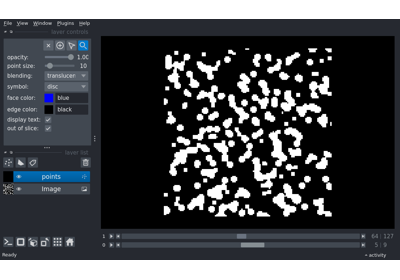 File View Window Plugins Help
layer controls
opacity: 1.00
point size: 10
blending: translucen
symbol: disc
face color: blue
edge color: black
display text:
out of slice:
layer list
points
Image
1 64 127
0 5 9
Ready activity